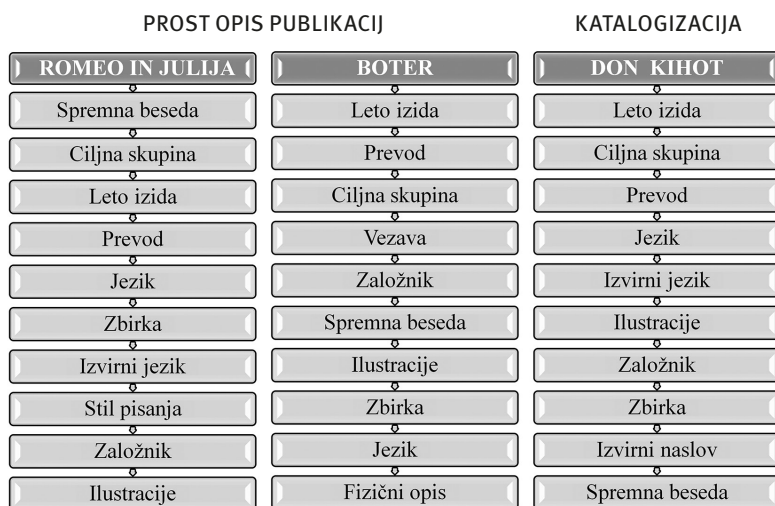 PROST OPIS PUBLIKACIJ
KATALOGIZACIJA
ROMEO IN JULIJA
Spremna beseda
Ciljna skupina
Leto izida
Prevod
Jezik
Zbirka
Izvirni jezik
Stil pisanja
Založnik
Ilustracije
BOTER
Leto izida
Prevod
Ciljna skupina
Vezava
Založnik
Spremna beseda
Ilustracije
Zbirka
Jezik
Fizični opis
DON KIHOT
Leto izida
Ciljna skupina
Prevod
Jezik
Izvirni jezik
Ilustracije
Založnik
Zbirka
Izvirni naslov
Spremna beseda